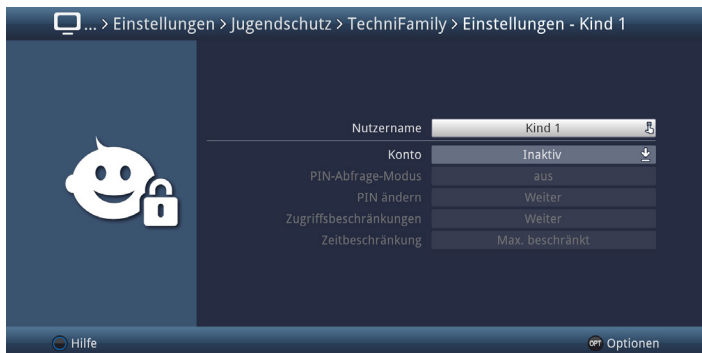 ... > Einstellungen > Jugendschutz > TechniFamily > Einstellungen - Kind 1
Nutzername Kind 1
Konto Inaktiv
PIN-Abfrage-Modus aus
PIN ändern Weiter
Zugriffsbeschränkungen Weiter
Zeitbeschränkung Max. beschränkt
Hilfe OPT Optionen